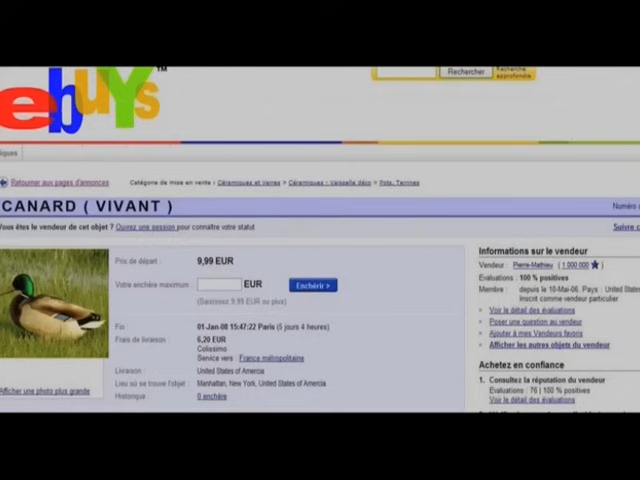 ebuys™
Rechercher
Recherche approfondie
iques
Retourner aux pages d'annonces
Catégorie de mise en vente : Céramiques et verres > Céramiques - Vaisselle déco > Pots, Terrines
CANARD ( VIVANT )
Numéro
Vous êtes le vendeur de cet objet ? Ouvrez une session pour connaître votre statut
Suivre c
Prix de départ : 9,99 EUR
Votre enchère maximum : EUR
Enchérir >
(Saisissez 9.99 EUR ou plus)
Fin 01-Jan-08 15:47:22 Paris (5 jours 4 heures)
Frais de livraison 6,20 EUR
Colissimo
Service vers : France métropolitaine
Livraison : United States of America
Lieu où se trouve l'objet : Manhattan, New York, United States of America
Historique : 0 enchère
Afficher une photo plus grande
Informations sur le vendeur
Vendeur : Pierre-Mathieu ( 1 000 000 ★ )
Evaluations : 100 % positives
Membre : depuis le 10-Mai-06. Pays : United States
Inscrit comme vendeur particulier
Voir le détail des évaluations
Poser une question au vendeur
Ajouter à mes Vendeurs favoris
Afficher les autres objets du vendeur
Achetez en confiance
1. Consultez la réputation du vendeur
Evaluations : 76 | 100 % positives
Voir le détail des évaluations